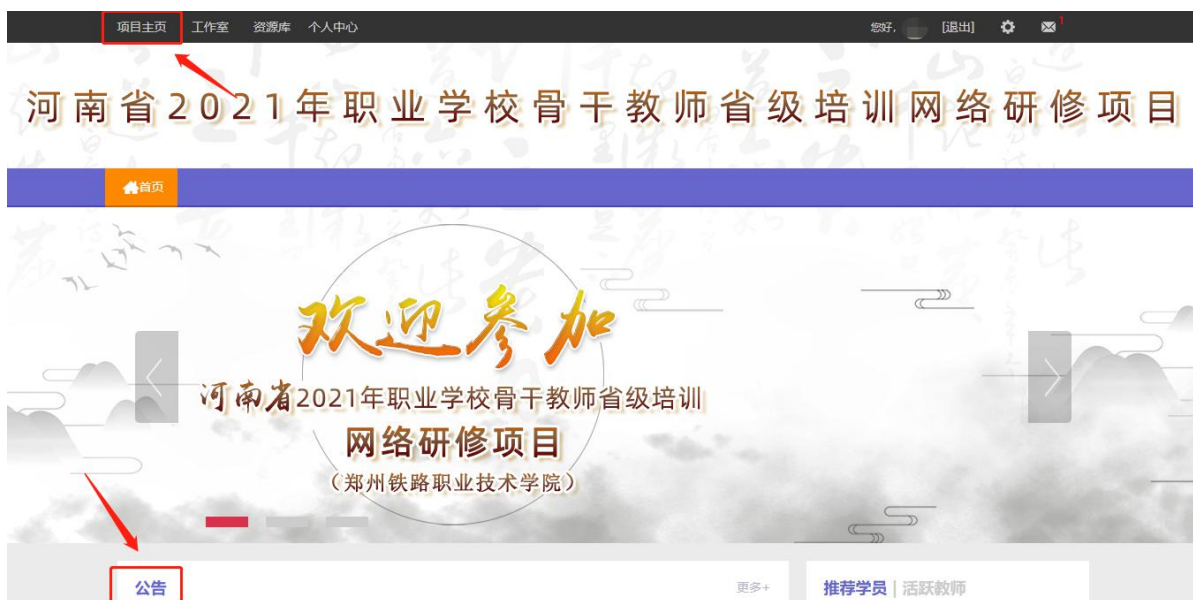 项目主页 工作室 资源库 个人中心 您好, [退出] 1
河南省2021年职业学校骨干教师省级培训网络研修项目
首页
欢迎参加
河南省2021年职业学校骨干教师省级培训
网络研修项目
（郑州铁路职业技术学院）
公告 更多+ 推荐学员 | 活跃教师